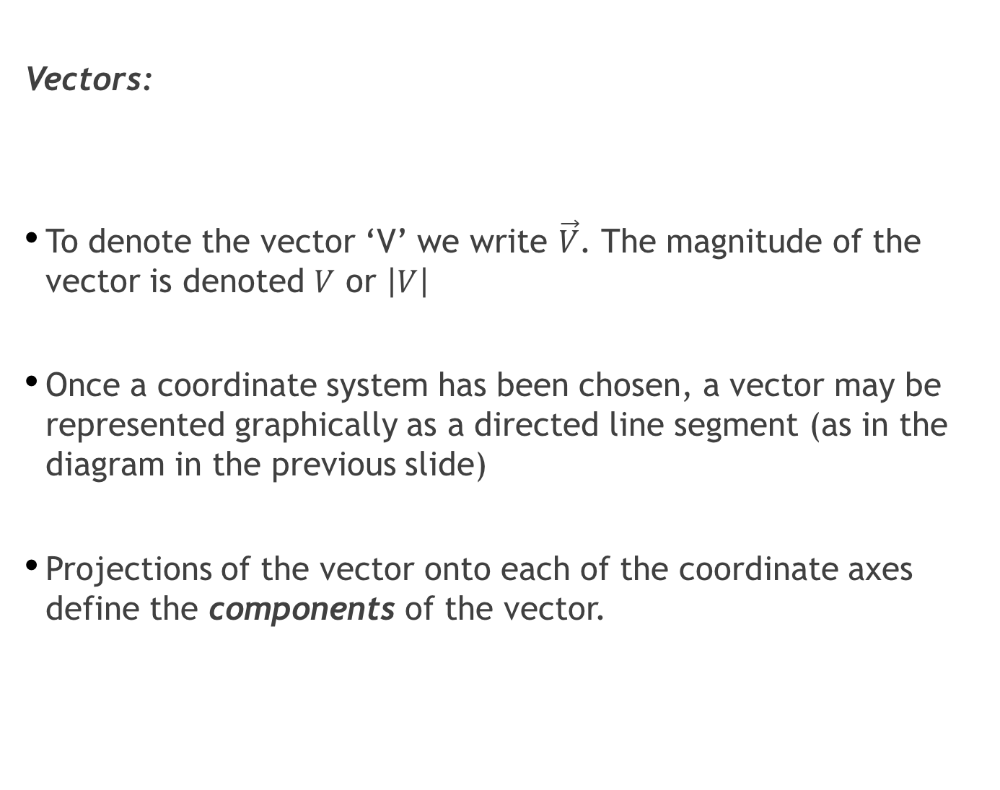 Vectors:
• To denote the vector ‘V’ we write V⃗. The magnitude of the
vector is denoted V or |V|
• Once a coordinate system has been chosen, a vector may be
represented graphically as a directed line segment (as in the
diagram in the previous slide)
• Projections of the vector onto each of the coordinate axes
define the components of the vector.